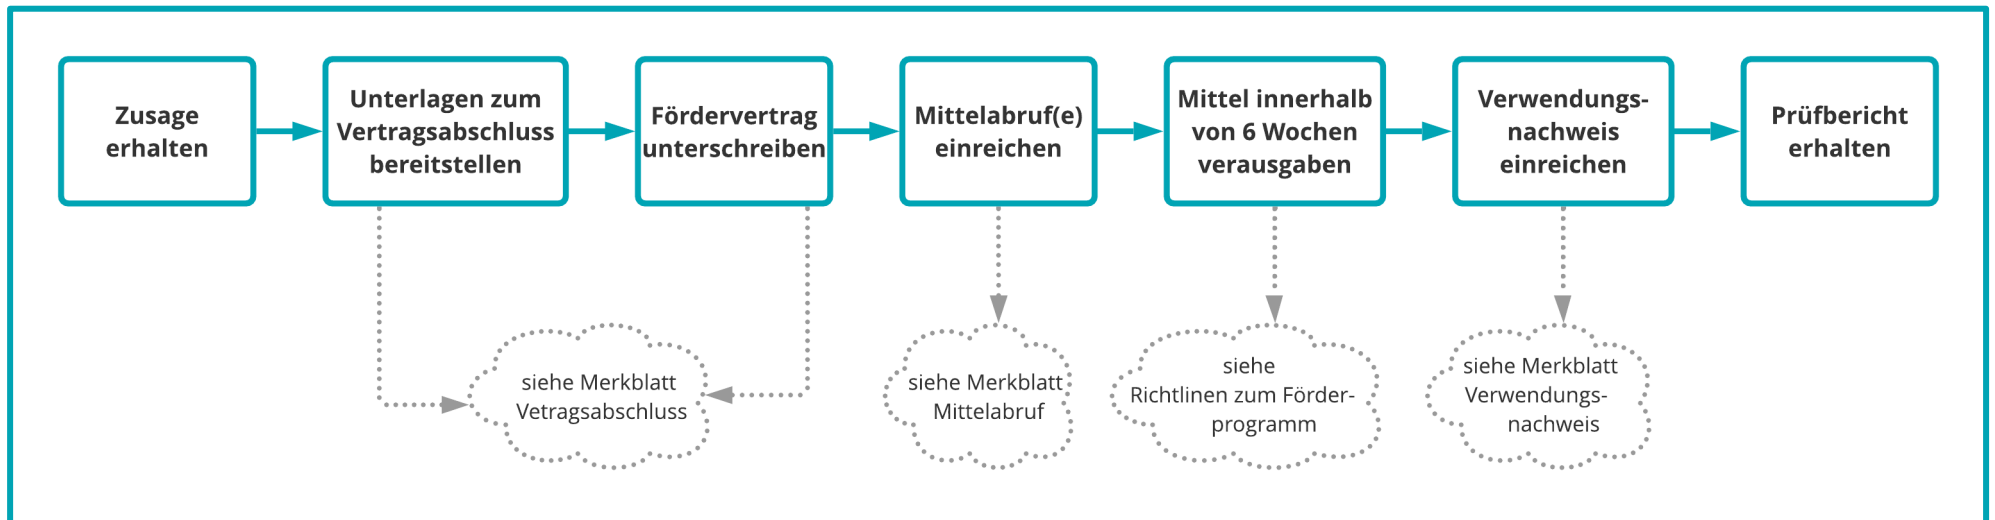 Zusage
erhalten
Unterlagen zum
Vertragsabschluss
bereitstellen
Fördervertrag
unterschreiben
Mittelabruf(e)
einreichen
Mittel innerhalb
von 6 Wochen
verausgaben
Verwendungs-
nachweis
einreichen
Prüfbericht
erhalten
siehe Merkblatt
Vetragsabschluss
siehe Merkblatt
Mittelabruf
siehe
Richtlinen zum Förder-
programm
siehe Merkblatt
Verwendungs-
nachweis